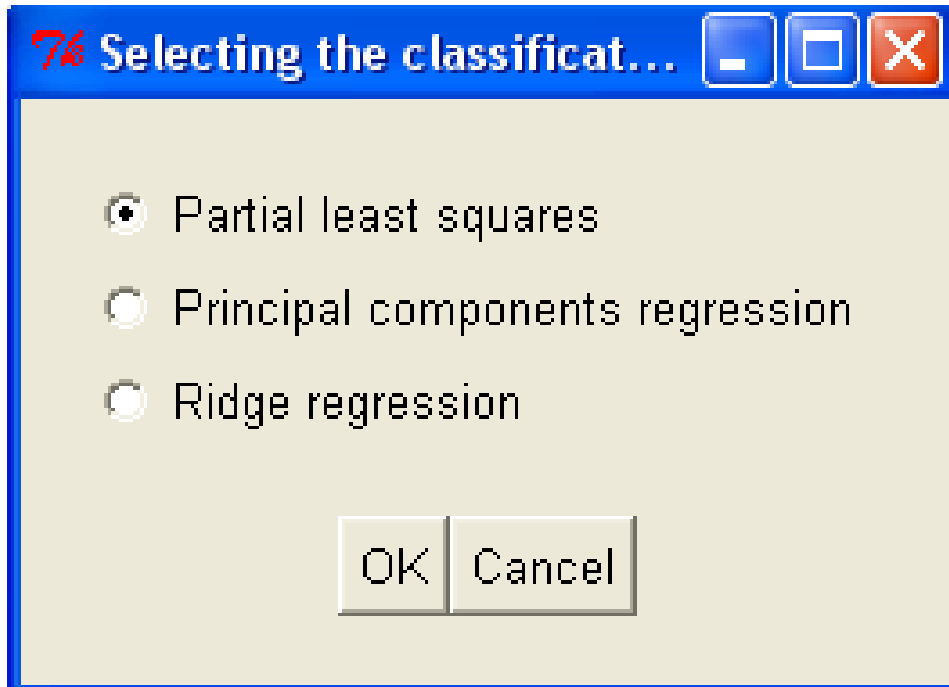 Selecting the classificat...
Partial least squares
Principal components regression
Ridge regression
OK Cancel